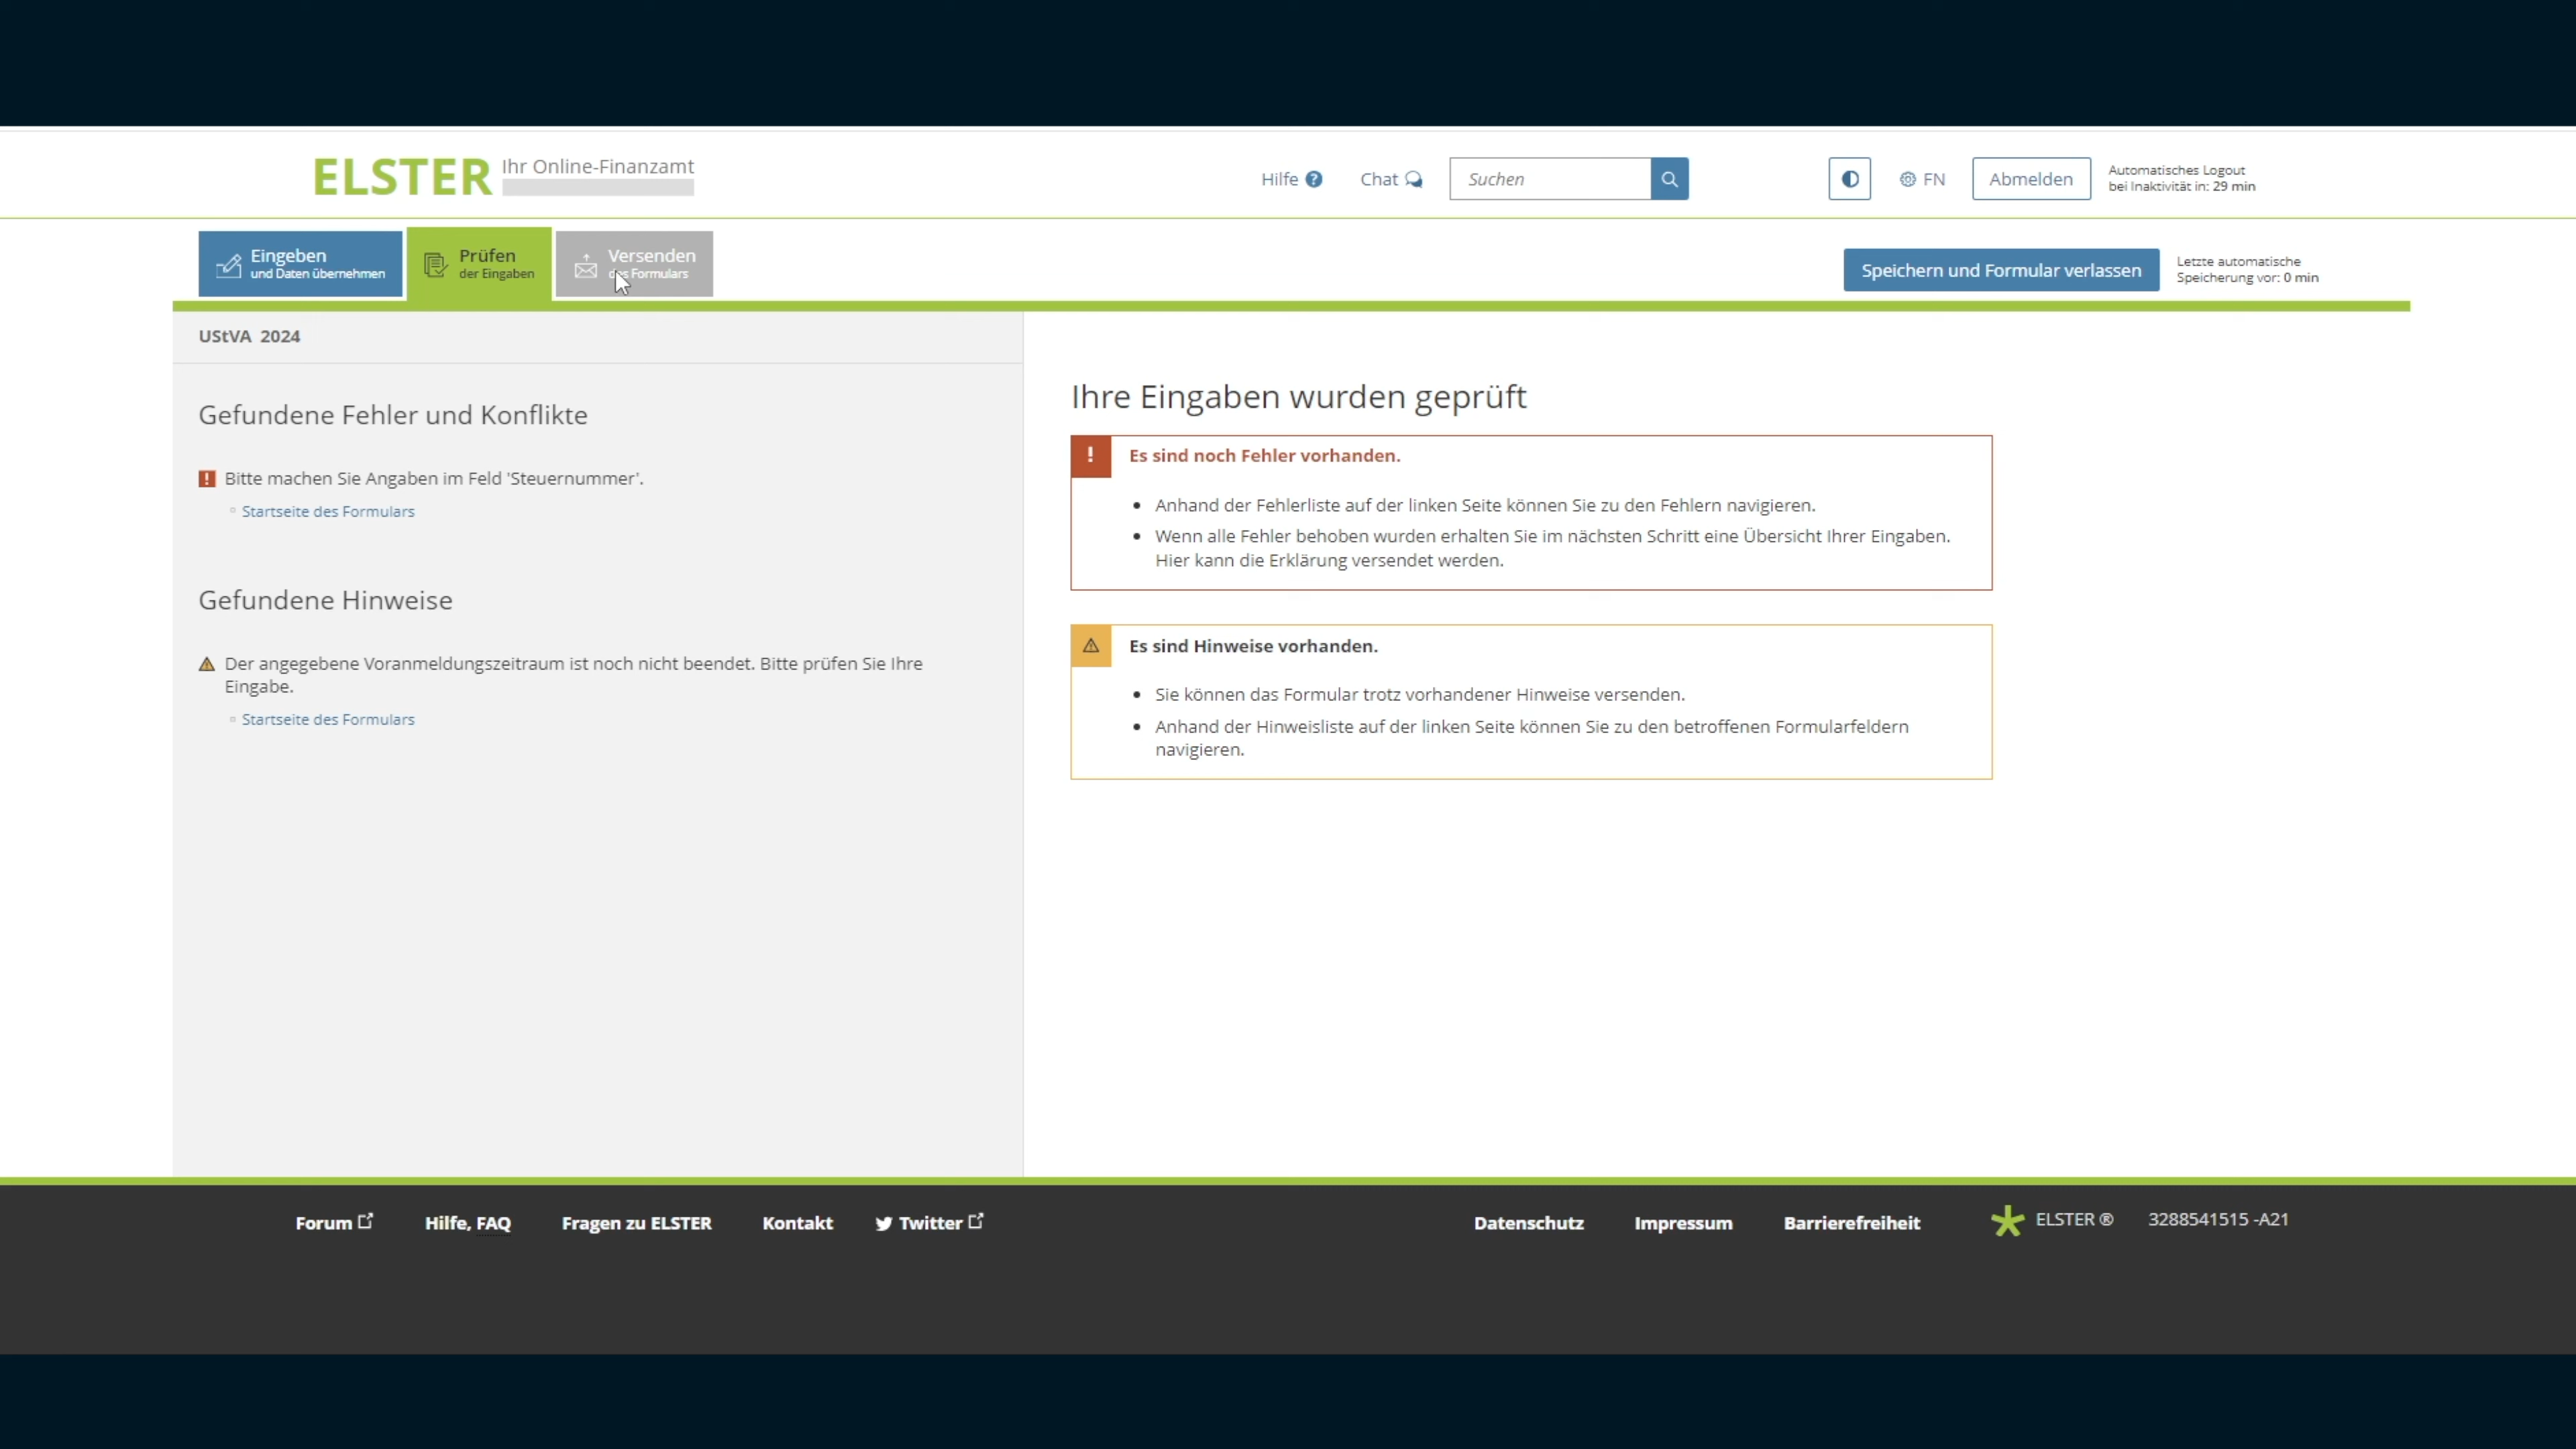 ELSTER Ihr Online-Finanzamt
Hilfe ? Chat Suchen FN Abmelden
Automatisches Logout
bei Inaktivität in: 29 min
Eingeben
und Daten übernehmen
Prüfen
der Eingaben
Versenden
des Formulars
Speichern und Formular verlassen
Letzte automatische
Speicherung vor: 0 min
UStVA 2024
Gefundene Fehler und Konflikte
! Bitte machen Sie Angaben im Feld 'Steuernummer'.
Startseite des Formulars
Gefundene Hinweise
Der angegebene Voranmeldungszeitraum ist noch nicht beendet. Bitte prüfen Sie Ihre
Eingabe.
Startseite des Formulars
Ihre Eingaben wurden geprüft
! Es sind noch Fehler vorhanden.
• Anhand der Fehlerliste auf der linken Seite können Sie zu den Fehlern navigieren.
• Wenn alle Fehler behoben wurden erhalten Sie im nächsten Schritt eine Übersicht Ihrer Eingaben.
Hier kann die Erklärung versendet werden.
Es sind Hinweise vorhanden.
• Sie können das Formular trotz vorhandener Hinweise versenden.
• Anhand der Hinweisliste auf der linken Seite können Sie zu den betroffenen Formularfeldern
navigieren.
Forum Hilfe, FAQ Fragen zu ELSTER Kontakt Twitter Datenschutz Impressum Barrierefreiheit ELSTER ® 3288541515 -A21